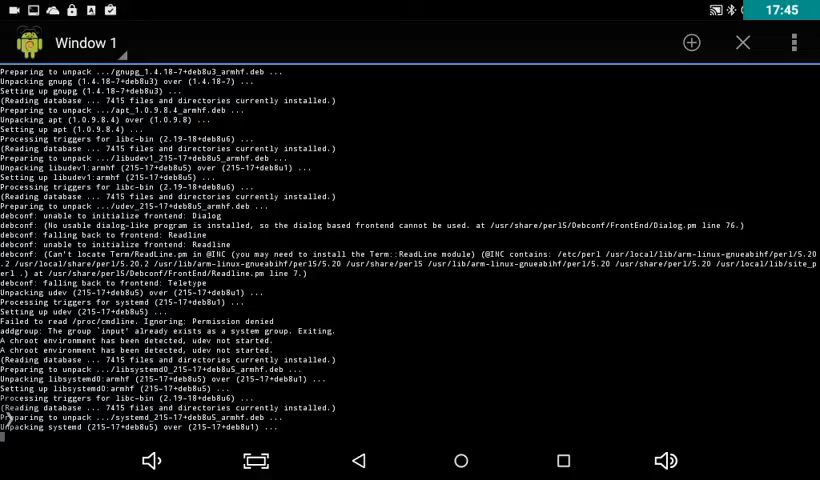 17:45
Window 1
Preparing to unpack .../gnupg_1.4.18-7+deb8u3_armhf.deb ...
Unpacking gnupg (1.4.18-7+deb8u3) over (1.4.18-7) ...
Setting up gnupg (1.4.18-7+deb8u3) ...
(Reading database ... 7415 files and directories currently installed.)
Preparing to unpack .../apt_1.0.9.8.4_armhf.deb ...
Unpacking apt (1.0.9.8.4) over (1.0.9.8) ...
Setting up apt (1.0.9.8.4) ...
Processing triggers for libc-bin (2.19-18+deb8u6) ...
(Reading database ... 7415 files and directories currently installed.)
Preparing to unpack .../libudev1_215-17+deb8u5_armhf.deb ...
Unpacking libudev1:armhf (215-17+deb8u5) over (215-17+deb8u1) ...
Setting up libudev1:armhf (215-17+deb8u5) ...
Processing triggers for libc-bin (2.19-18+deb8u6) ...
(Reading database ... 7415 files and directories currently installed.)
Preparing to unpack .../udev_215-17+deb8u5_armhf.deb ...
debconf: unable to initialize frontend: Dialog
debconf: (No usable dialog-like program is installed, so the dialog based frontend cannot be used. at /usr/share/perl5/Debconf/FrontEnd/Dialog.pm line 76.)
debconf: falling back to frontend: Readline
debconf: unable to initialize frontend: Readline
debconf: (Can't locate Term/ReadLine.pm in @INC (you may need to install the Term::ReadLine module) (@INC contains: /etc/perl /usr/local/lib/arm-linux-gnueabihf/perl/5.20
.2 /usr/local/share/perl/5.20.2 /usr/lib/arm-linux-gnueabihf/perl5/5.20 /usr/share/perl5 /usr/lib/arm-linux-gnueabihf/perl/5.20 /usr/share/perl/5.20 /usr/local/lib/site_p
erl .) at /usr/share/perl5/Debconf/FrontEnd/Readline.pm line 7.)
debconf: falling back to frontend: Teletype
Unpacking udev (215-17+deb8u5) over (215-17+deb8u1) ...
Processing triggers for systemd (215-17+deb8u1) ...
Setting up udev (215-17+deb8u5) ...
Failed to read /proc/cmdline. Ignoring: Permission denied
addgroup: The group `input' already exists as a system group. Exiting.
A chroot environment has been detected, udev not started.
A chroot environment has been detected, udev not started.
(Reading database ... 7415 files and directories currently installed.)
Preparing to unpack .../libsystemd0_215-17+deb8u5_armhf.deb ...
Unpacking libsystemd0:armhf (215-17+deb8u5) over (215-17+deb8u1) ...
Setting up libsystemd0:armhf (215-17+deb8u5) ...
Processing triggers for libc-bin (2.19-18+deb8u6) ...
(Reading database ... 7415 files and directories currently installed.)
Preparing to unpack .../systemd_215-17+deb8u5_armhf.deb ...
Unpacking systemd (215-17+deb8u5) over (215-17+deb8u1) ...